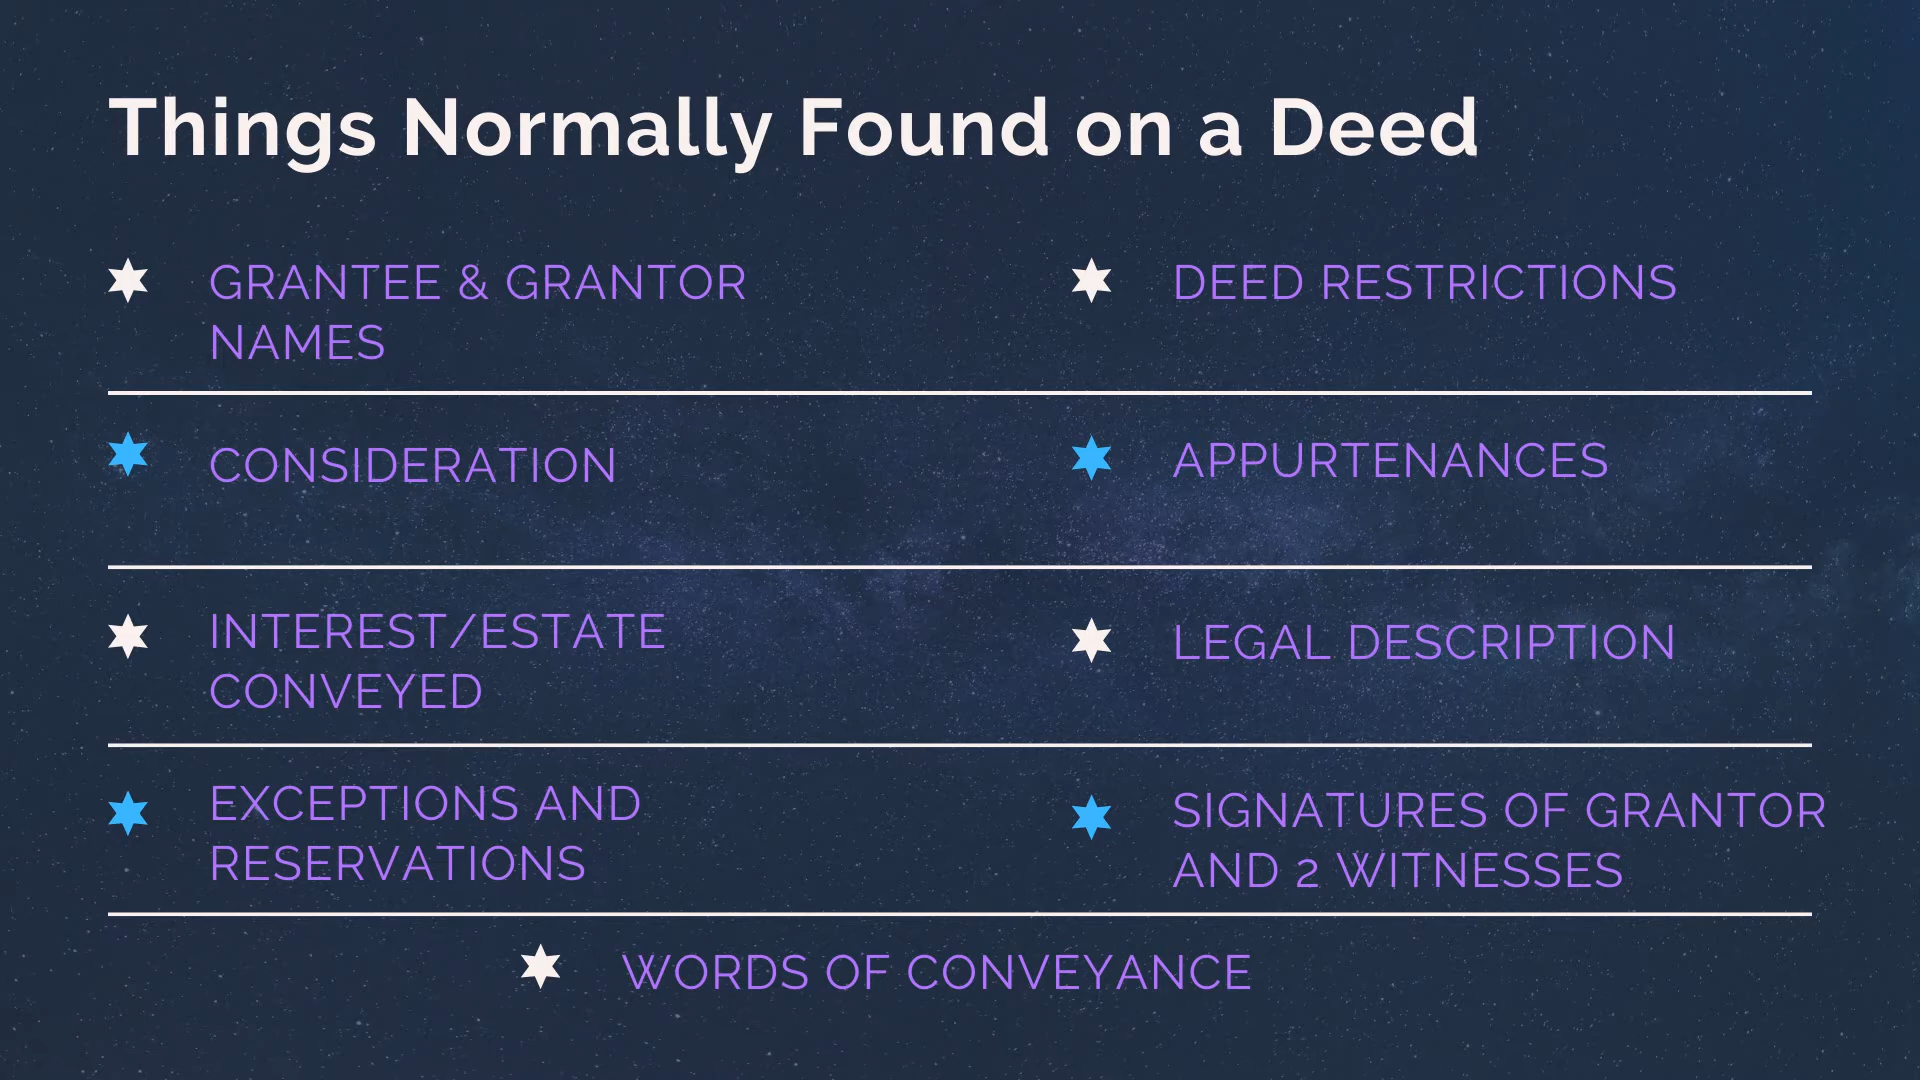 Things Normally Found on a Deed
GRANTEE & GRANTOR
NAMES
DEED RESTRICTIONS
CONSIDERATION
APPURTENANCES
INTEREST/ESTATE
CONVEYED
LEGAL DESCRIPTION
EXCEPTIONS AND
RESERVATIONS
SIGNATURES OF GRANTOR
AND 2 WITNESSES
WORDS OF CONVEYANCE